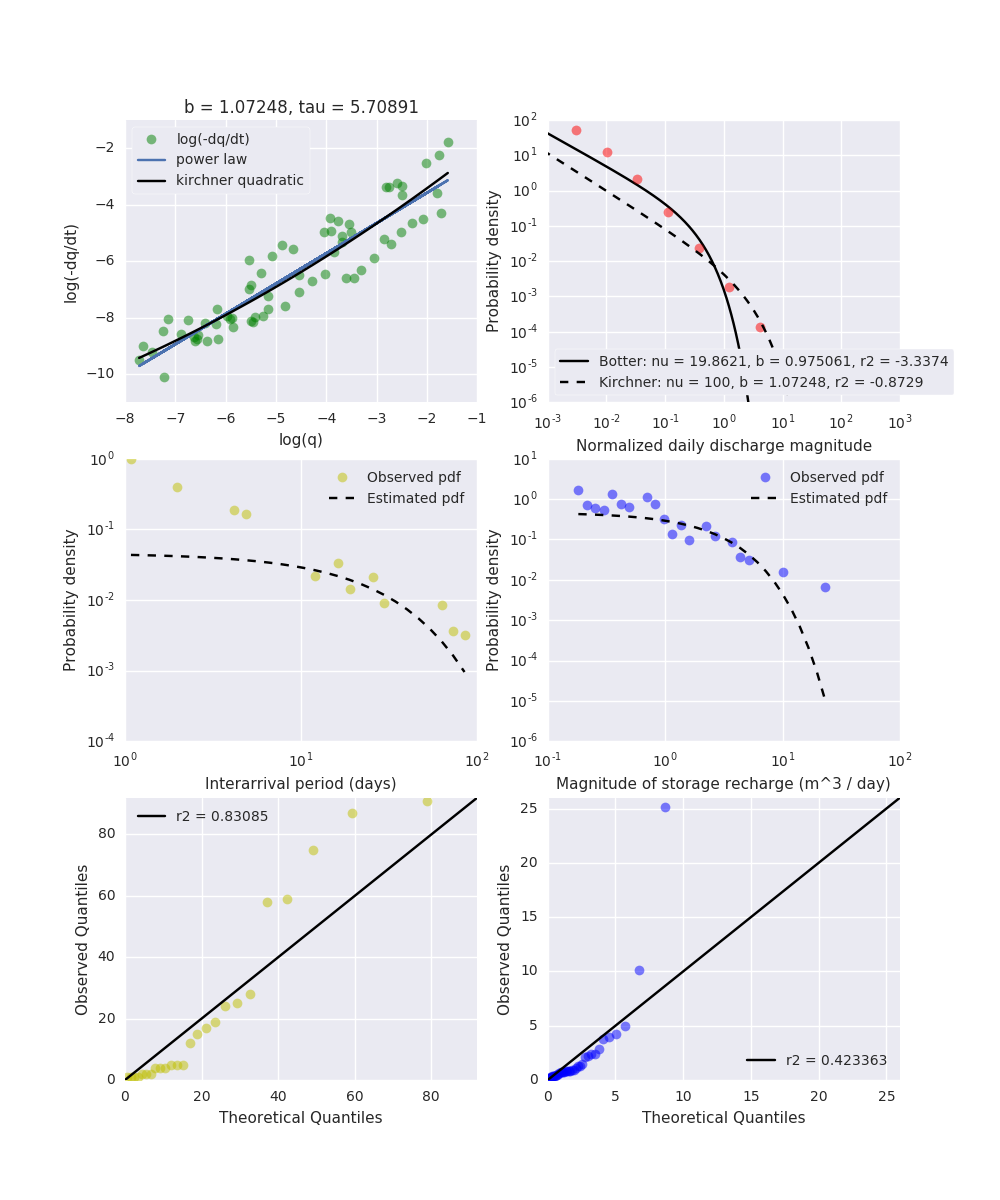 b = 1.07248, tau = 5.70891
log(-dq/dt)
power law
kirchner quadratic
−2
−4
−6
−8
−10
log(-dq/dt)
−8 −7 −6 −5 −4 −3 −2 −1
log(q)
10^2
10^1
10^0
10^-1
10^-2
10^-3
10^-4
10^-5
10^-6
Probability density
Botter: nu = 19.8621, b = 0.975061, r2 = -3.3374
Kirchner: nu = 100, b = 1.07248, r2 = -0.8729
10^-3 10^-2 10^-1 10^0 10^1 10^2 10^3
Normalized daily discharge magnitude
10^0
10^-1
10^-2
10^-3
10^-4
Probability density
Observed pdf
Estimated pdf
10^0 10^1 10^2
Interarrival period (days)
10^1
10^0
10^-1
10^-2
10^-3
10^-4
10^-5
10^-6
Probability density
Observed pdf
Estimated pdf
10^-1 10^0 10^1 10^2
Magnitude of storage recharge (m^3 / day)
r2 = 0.83085
80
60
40
20
0
Observed Quantiles
0 20 40 60 80
Theoretical Quantiles
25
20
15
10
5
0
Observed Quantiles
r2 = 0.423363
0 5 10 15 20 25
Theoretical Quantiles